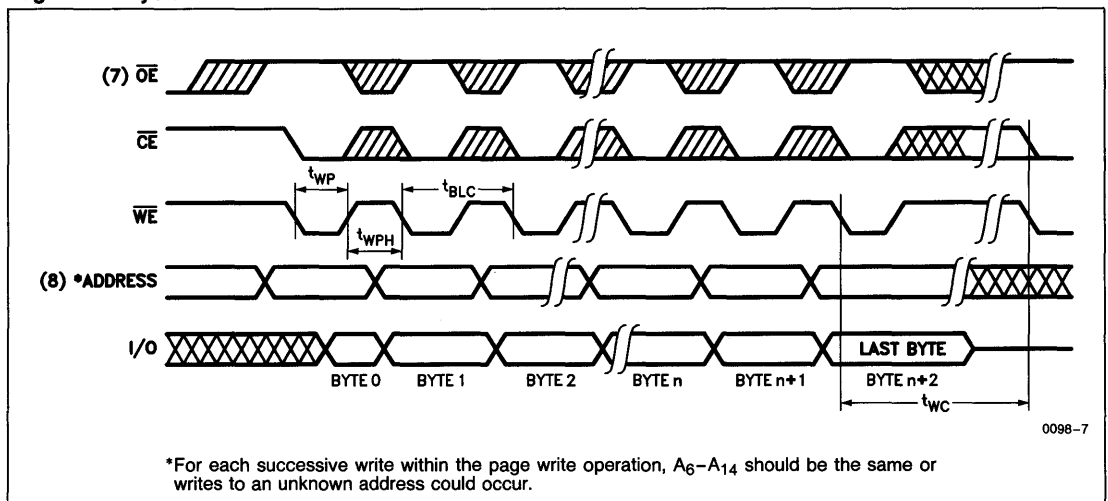 (7) OE
CE
tWP
tBLC
WE
tWPH
(8) *ADDRESS
I/O
LAST BYTE
BYTE 0 BYTE 1 BYTE 2 BYTE n BYTE n+1 BYTE n+2
tWC
0098-7
*For each successive write within the page write operation, A6–A14 should be the same or
writes to an unknown address could occur.